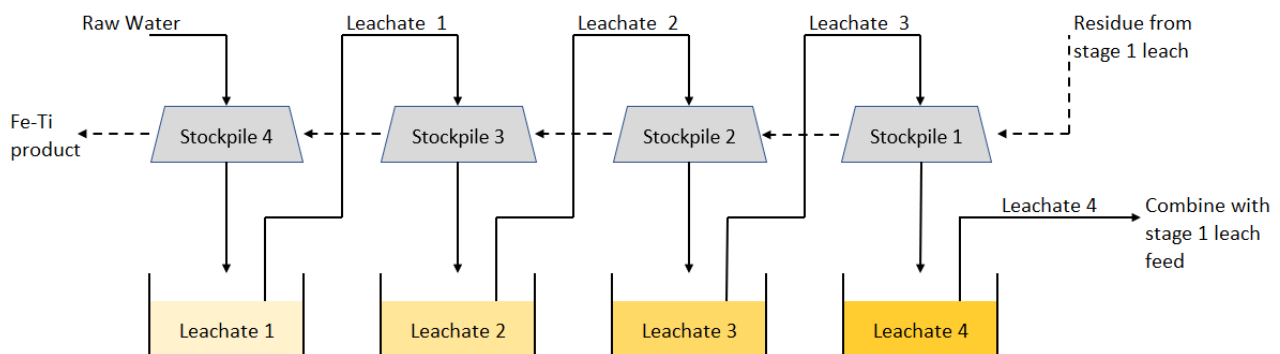 Raw Water
Leachate 1
Leachate 2
Leachate 3
Residue from
stage 1 leach
Fe-Ti
product
Stockpile 4
Stockpile 3
Stockpile 2
Stockpile 1
Leachate 4
Combine with
stage 1 leach
feed
Leachate 1
Leachate 2
Leachate 3
Leachate 4